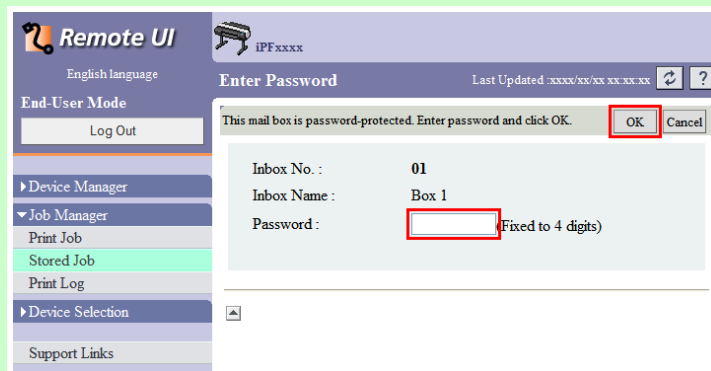 Remote UI
iPFxxxx
English language
Enter Password
Last Updated :xxxx/xx/xx xx:xx:xx
?
End-User Mode
Log Out
This mail box is password-protected. Enter password and click OK.
OK
Cancel
Inbox No. : 01
Inbox Name : Box 1
Password : (Fixed to 4 digits)
Device Manager
Job Manager
Print Job
Stored Job
Print Log
Device Selection
Support Links